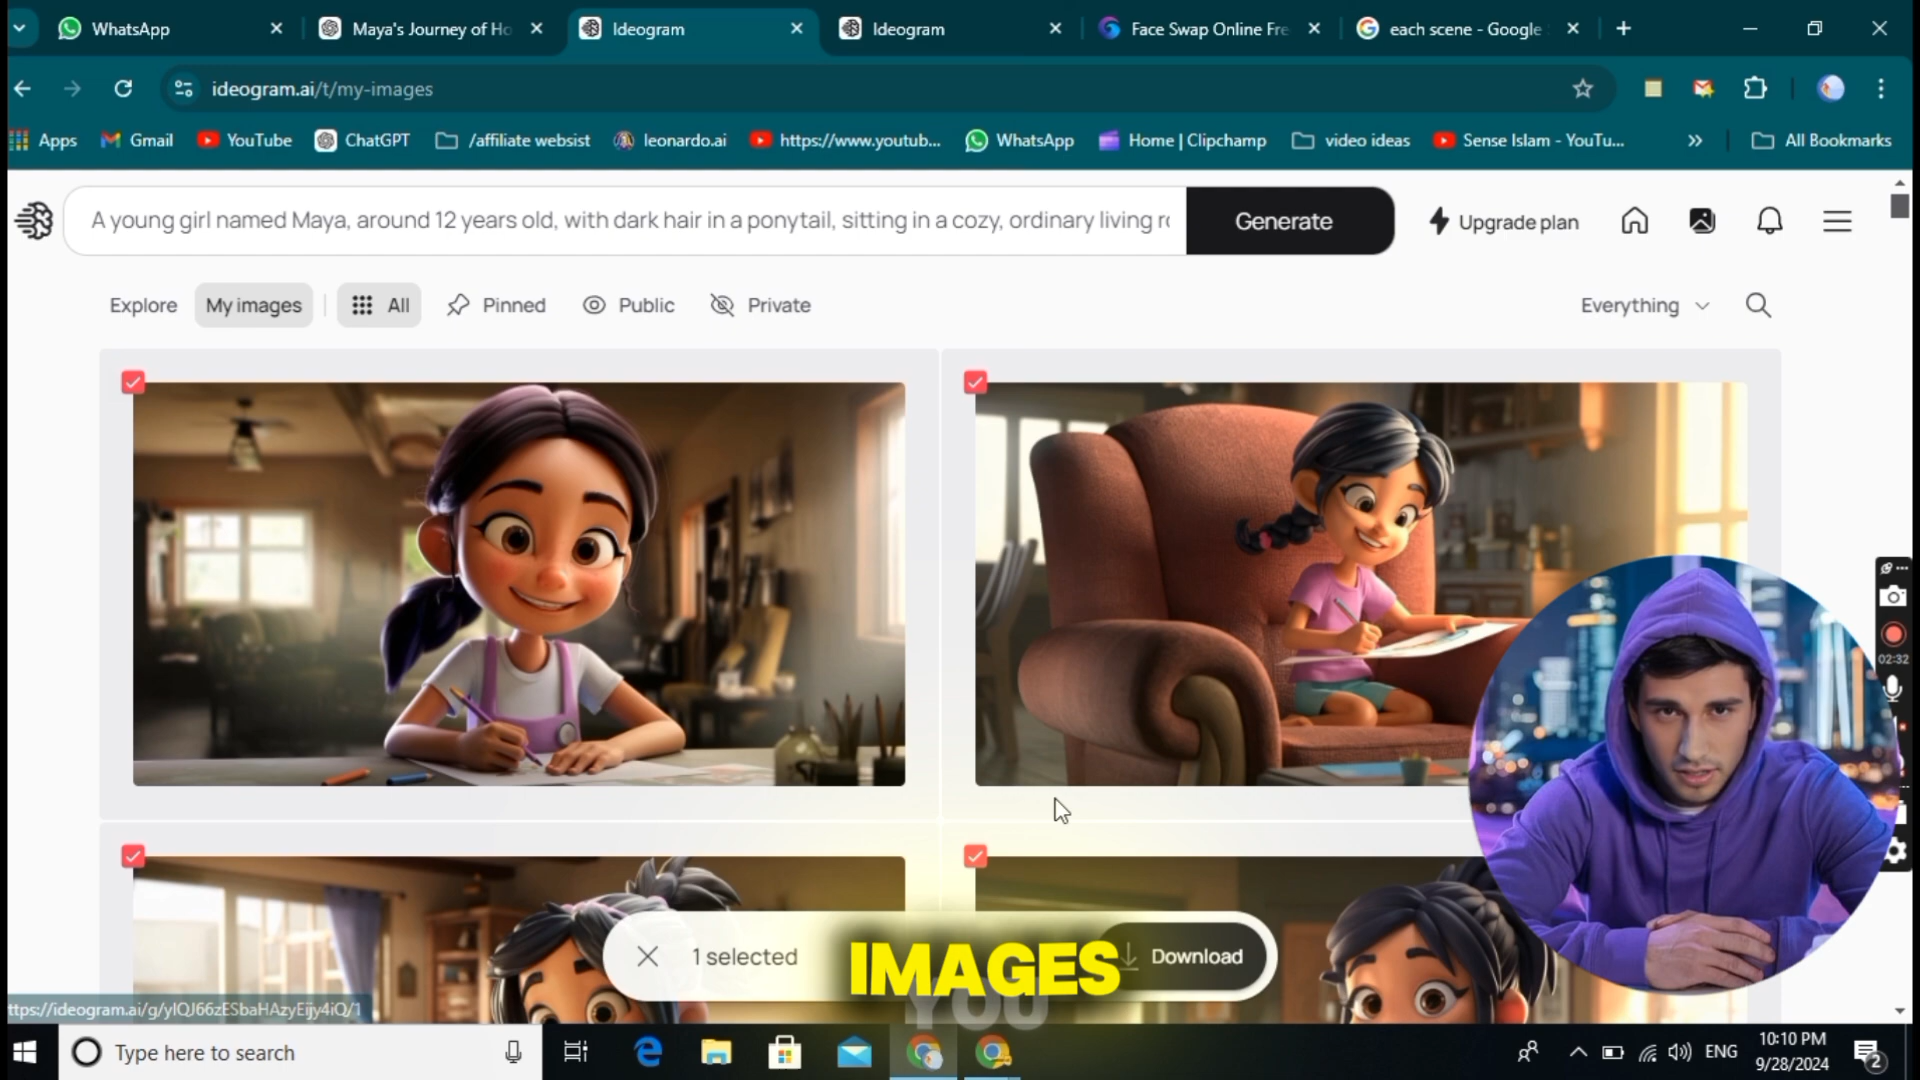 WhatsApp
Maya's Journey of Ho
Ideogram
Ideogram
Face Swap Online Fre
each scene - Google
ideogram.ai/t/my-images
Apps
Gmail
YouTube
ChatGPT
/affiliate websist
leonardo.ai
https://www.youtub...
WhatsApp
Home | Clipchamp
video ideas
Sense Islam - YouTu...
All Bookmarks
A young girl named Maya, around 12 years old, with dark hair in a ponytail, sitting in a cozy, ordinary living ro
Generate
Upgrade plan
Explore
My images
All
Pinned
Public
Private
Everything
02:32
1 selected
IMAGES
Download
YOU
ttps://ideogram.ai/g/yIQJ66zESbaHAzyEijy4iQ/1
Type here to search
ENG
10:10 PM
9/28/2024
2